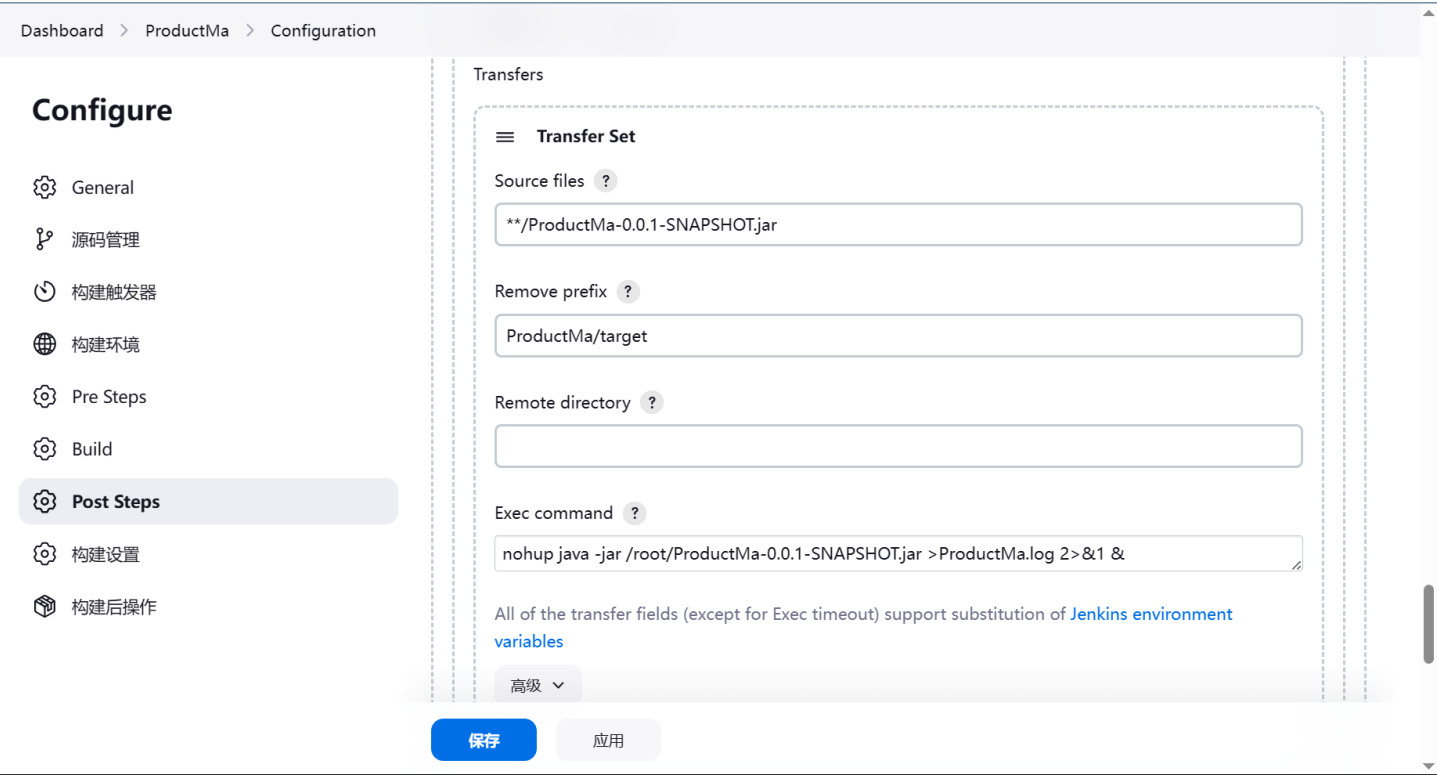 Dashboard > ProductMa > Configuration
Configure
General
源码管理
构建触发器
构建环境
Pre Steps
Build
Post Steps
构建设置
构建后操作
Transfers
Transfer Set
Source files ?
**/ProductMa-0.0.1-SNAPSHOT.jar
Remove prefix ?
ProductMa/target
Remote directory ?
Exec command ?
nohup java -jar /root/ProductMa-0.0.1-SNAPSHOT.jar >ProductMa.log 2>&1 &
All of the transfer fields (except for Exec timeout) support substitution of Jenkins environment
variables
高级
保存 应用